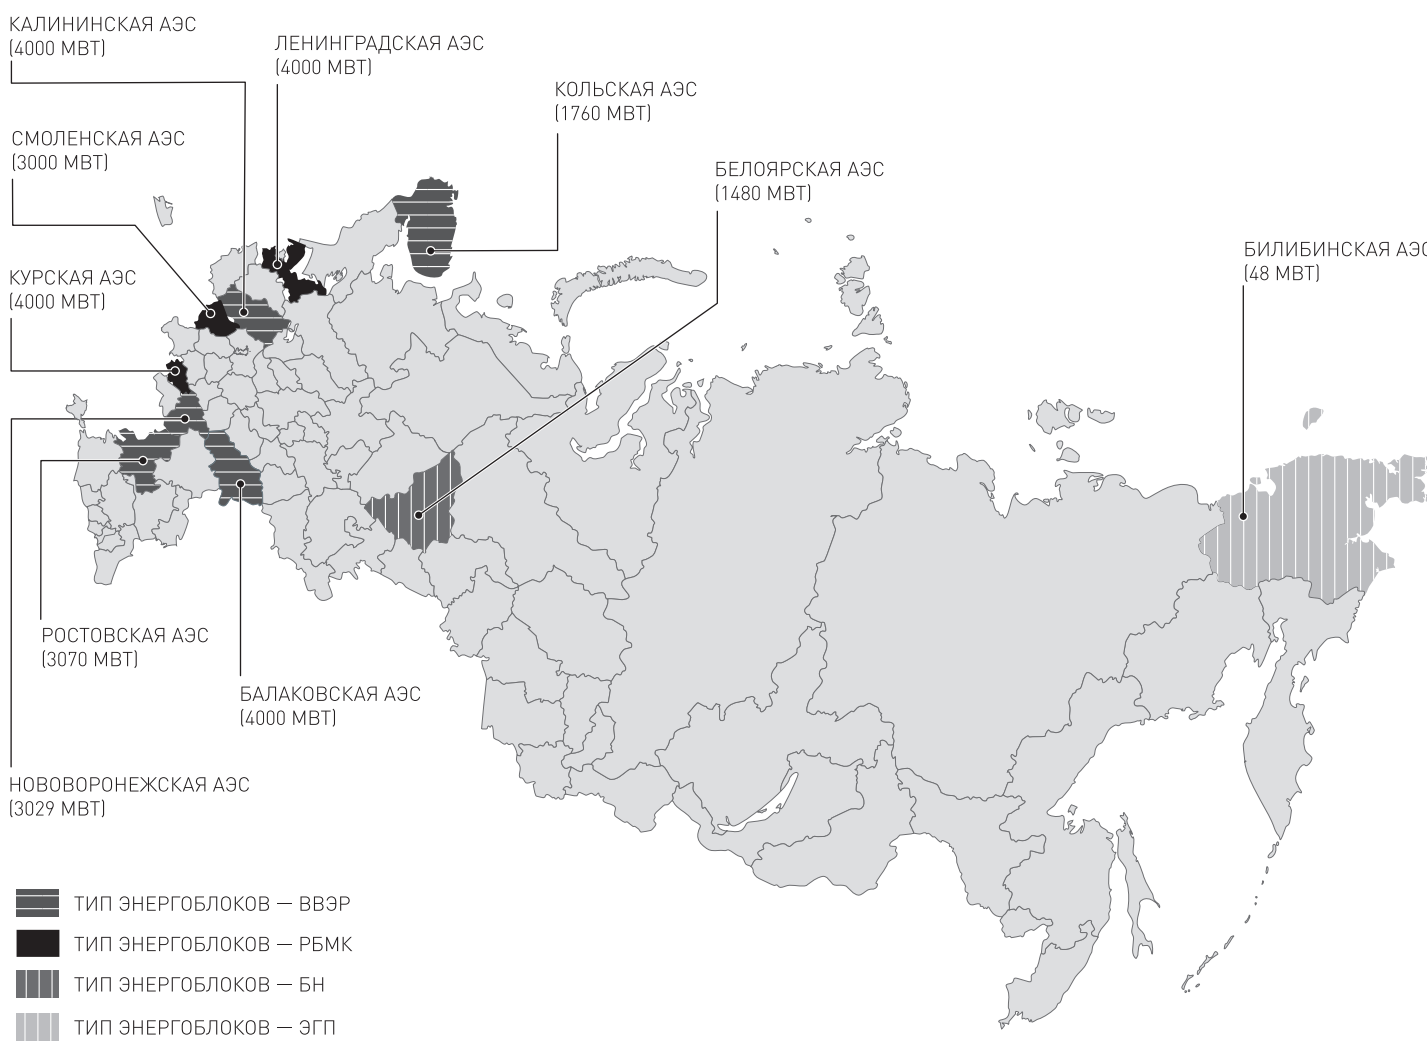 КАЛИНИНСКАЯ АЭС
(4000 МВТ)
ЛЕНИНГРАДСКАЯ АЭС
(4000 МВТ)
КОЛЬСКАЯ АЭС
(1760 МВТ)
СМОЛЕНСКАЯ АЭС
(3000 МВТ)
БЕЛОЯРСКАЯ АЭС
(1480 МВТ)
БИЛИБИНСКАЯ АЭС
(48 МВТ)
КУРСКАЯ АЭС
(4000 МВТ)
РОСТОВСКАЯ АЭС
(3070 МВТ)
БАЛАКОВСКАЯ АЭС
(4000 МВТ)
НОВОВОРОНЕЖСКАЯ АЭС
(3029 МВТ)
ТИП ЭНЕРГОБЛОКОВ — ВВЭР
ТИП ЭНЕРГОБЛОКОВ — РБМК
ТИП ЭНЕРГОБЛОКОВ — БН
ТИП ЭНЕРГОБЛОКОВ — ЭГП